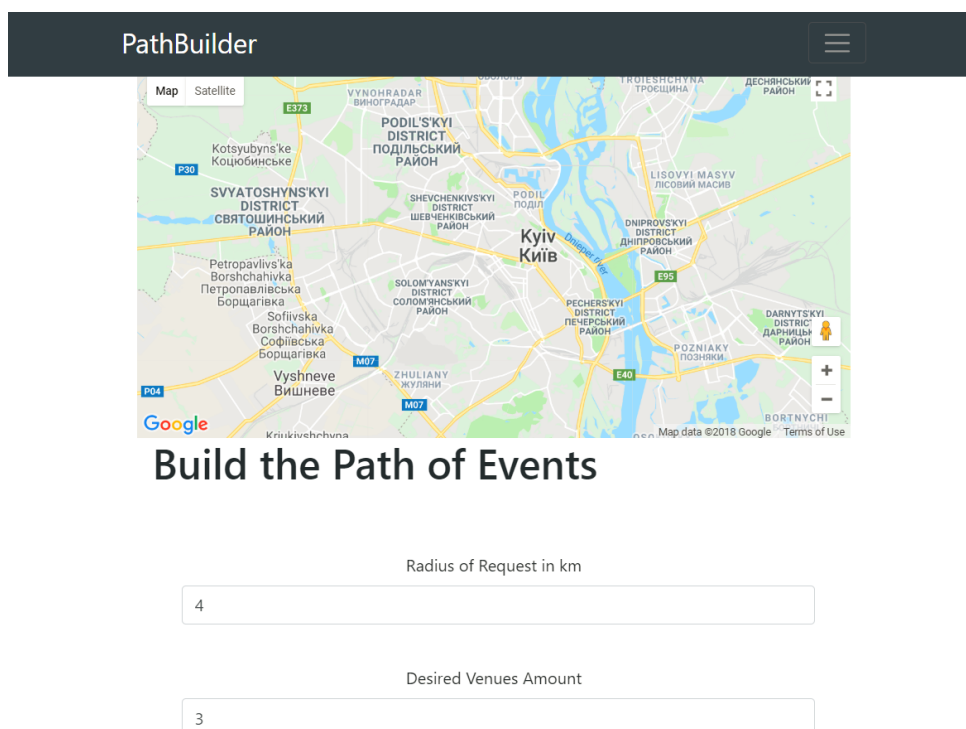 PathBuilder
Map Satellite
TROIESHCHYNA
ТРОЄЩИНА
ДЕСНЯНСЬКИЙ
РАЙОН
VYNOHRADAR
ВИНОГРАДАР
E373
PODIL'S'KYI
DISTRICT
ПОДІЛЬСЬКИЙ
РАЙОН
Kotsyubyns'ke
Коцюбинське
P30
LISOVYI MASYV
ЛІСОВИЙ МАСИВ
SVYATOSHYNS'KYI
DISTRICT
СВЯТОШИНСЬКИЙ
РАЙОН
SHEVCHENKIVS'KYI
DISTRICT
ШЕВЧЕНКІВСЬКИЙ
РАЙОН
PODIL
ПОДІЛ
DNIPROVS'KYI
DISTRICT
ДНІПРОВСЬКИЙ
РАЙОН
Kyiv
Київ
Dnieper river
Petropavlivs'ka
Borshchahivka
Петропавлівська
Борщагівка
E95
SOLOM'YANS'KYI
DISTRICT
СОЛОМ'ЯНСЬКИЙ
РАЙОН
PECHERS'KYI
DISTRICT
ПЕЧЕРСЬКИЙ
РАЙОН
Sofiivska
Borshchahivka
Софіївська
Борщагівка
DARNYTS'KYI
DISTRIC
ДАРНИЦЬК
РАЙОН
POZNIAKY
ПОЗНЯКИ
M07
Vyshneve
Вишневе
ZHULIANY
ЖУЛЯНИ
E40
P04
M07
BORTNYCHI
Google
Kriukivshchyna
Map data ©2018 Google Terms of Use
Build the Path of Events
Radius of Request in km
4
Desired Venues Amount
3